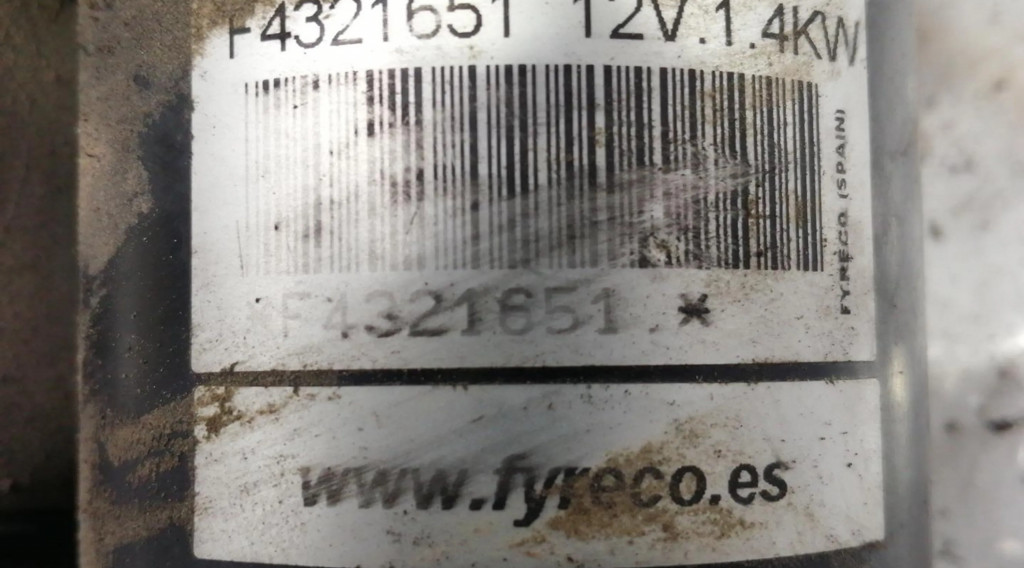 F4321651 12V.1.4KW
FYRECO (SPAIN)
*F4321651.*
www.fyreco.es